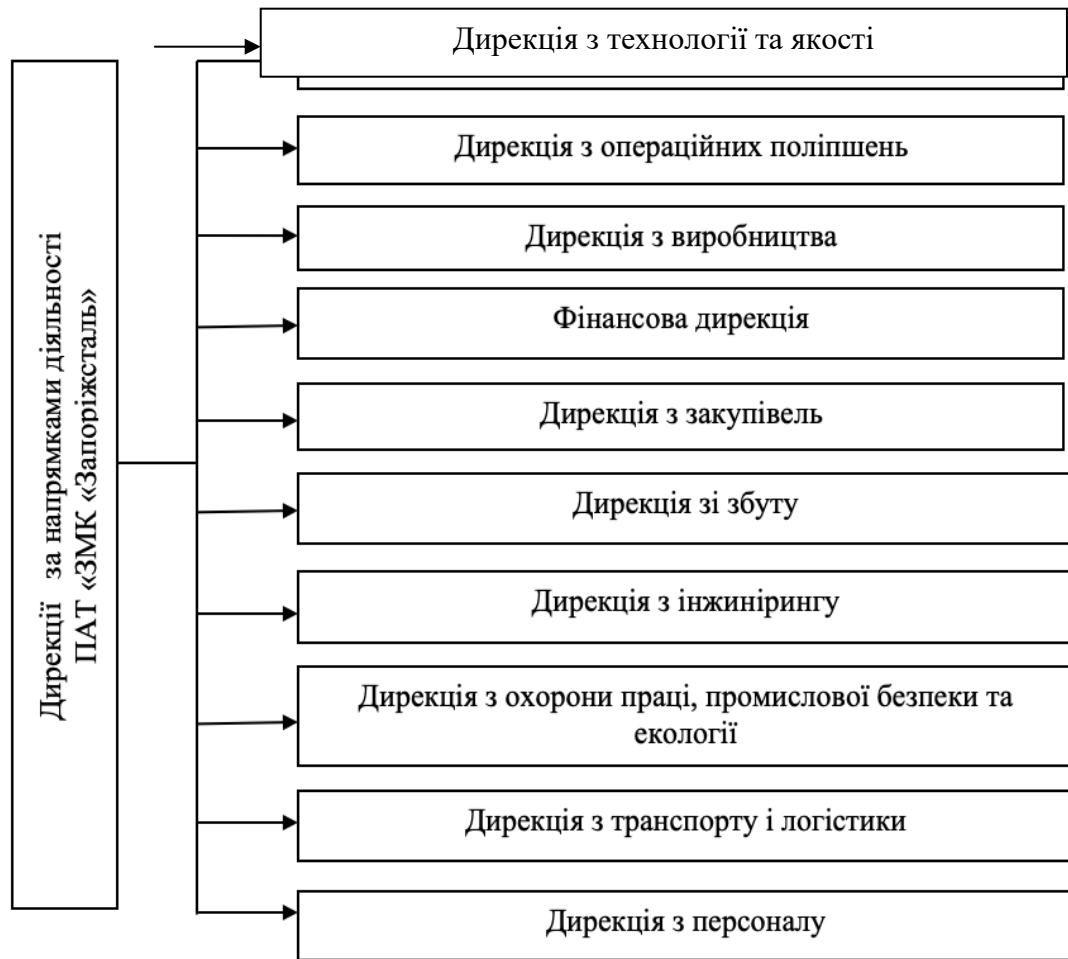 Дирекція з технології та якості
Дирекція з операційних поліпшень
Дирекція з виробництва
Фінансова дирекція
Дирекція з закупівель
Дирекція зі збуту
Дирекція з інжинірингу
Дирекція з охорони праці, промислової безпеки та
екології
Дирекція з транспорту і логістики
Дирекція з персоналу
Дирекції за напрямками діяльності
ПАТ «ЗМК «Запоріжсталь»